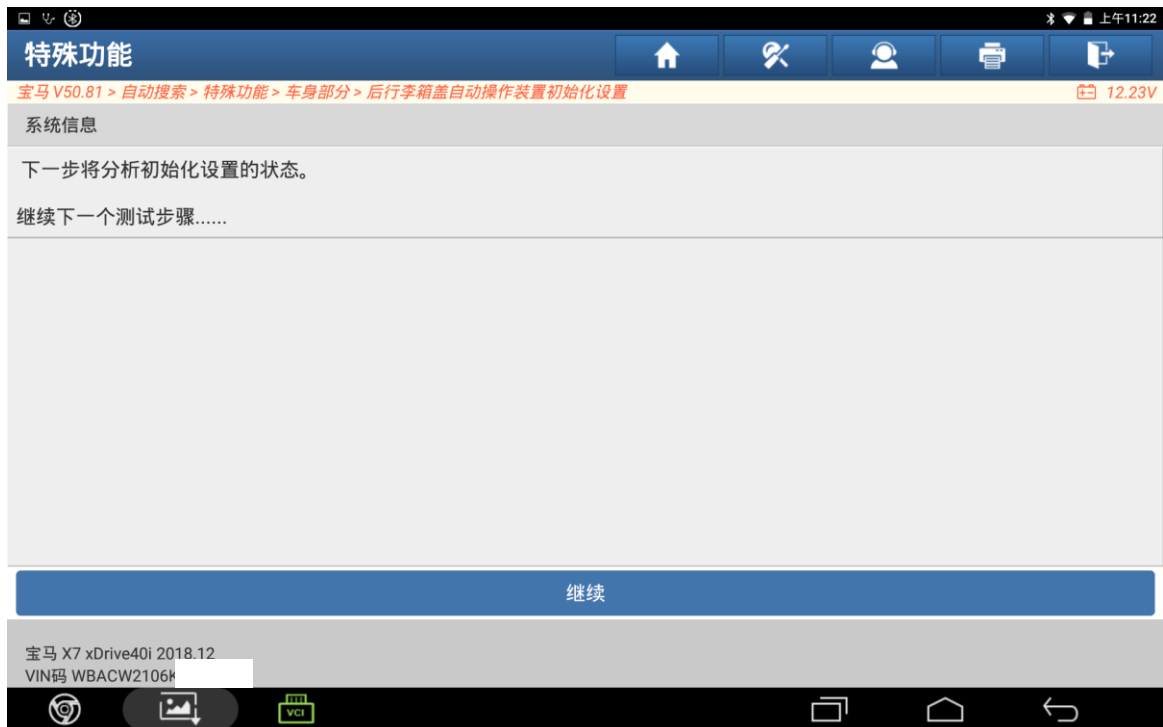 上午11:22
特殊功能
宝马 V50.81 > 自动搜索 > 特殊功能 > 车身部分 > 后行李箱盖自动操作装置初始化设置
12.23V
系统信息
下一步将分析初始化设置的状态。
继续下一个测试步骤......
继续
宝马 X7 xDrive40i 2018.12
VIN码 WBACW2106K
VCI